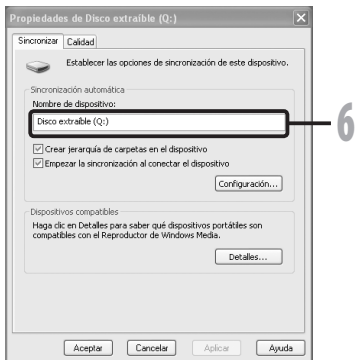 Propiedades de Disco extraíble (Q:)
Sincronizar Calidad
Establecer las opciones de sincronización de este dispositivo.
Sincronización automática
Nombre de dispositivo:
Disco extraíble (Q:)
6
Crear jerarquía de carpetas en el dispositivo
Empezar la sincronización al conectar el dispositivo
Configuración...
Dispositivos compatibles
Haga clic en Detalles para saber qué dispositivos portátiles son
compatibles con el Reproductor de Windows Media.
Detalles...
Aceptar Cancelar Aplicar Ayuda